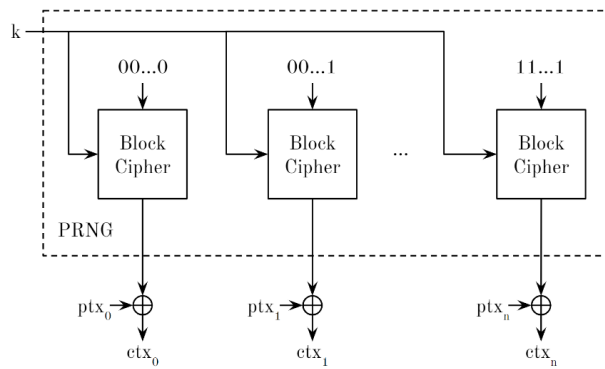 k
00...0 00...1 11...1
Block Cipher
Block Cipher
...
Block Cipher
PRNG
ptx₀ ptx₁ ptxₙ
ctx₀ ctx₁ ctxₙ